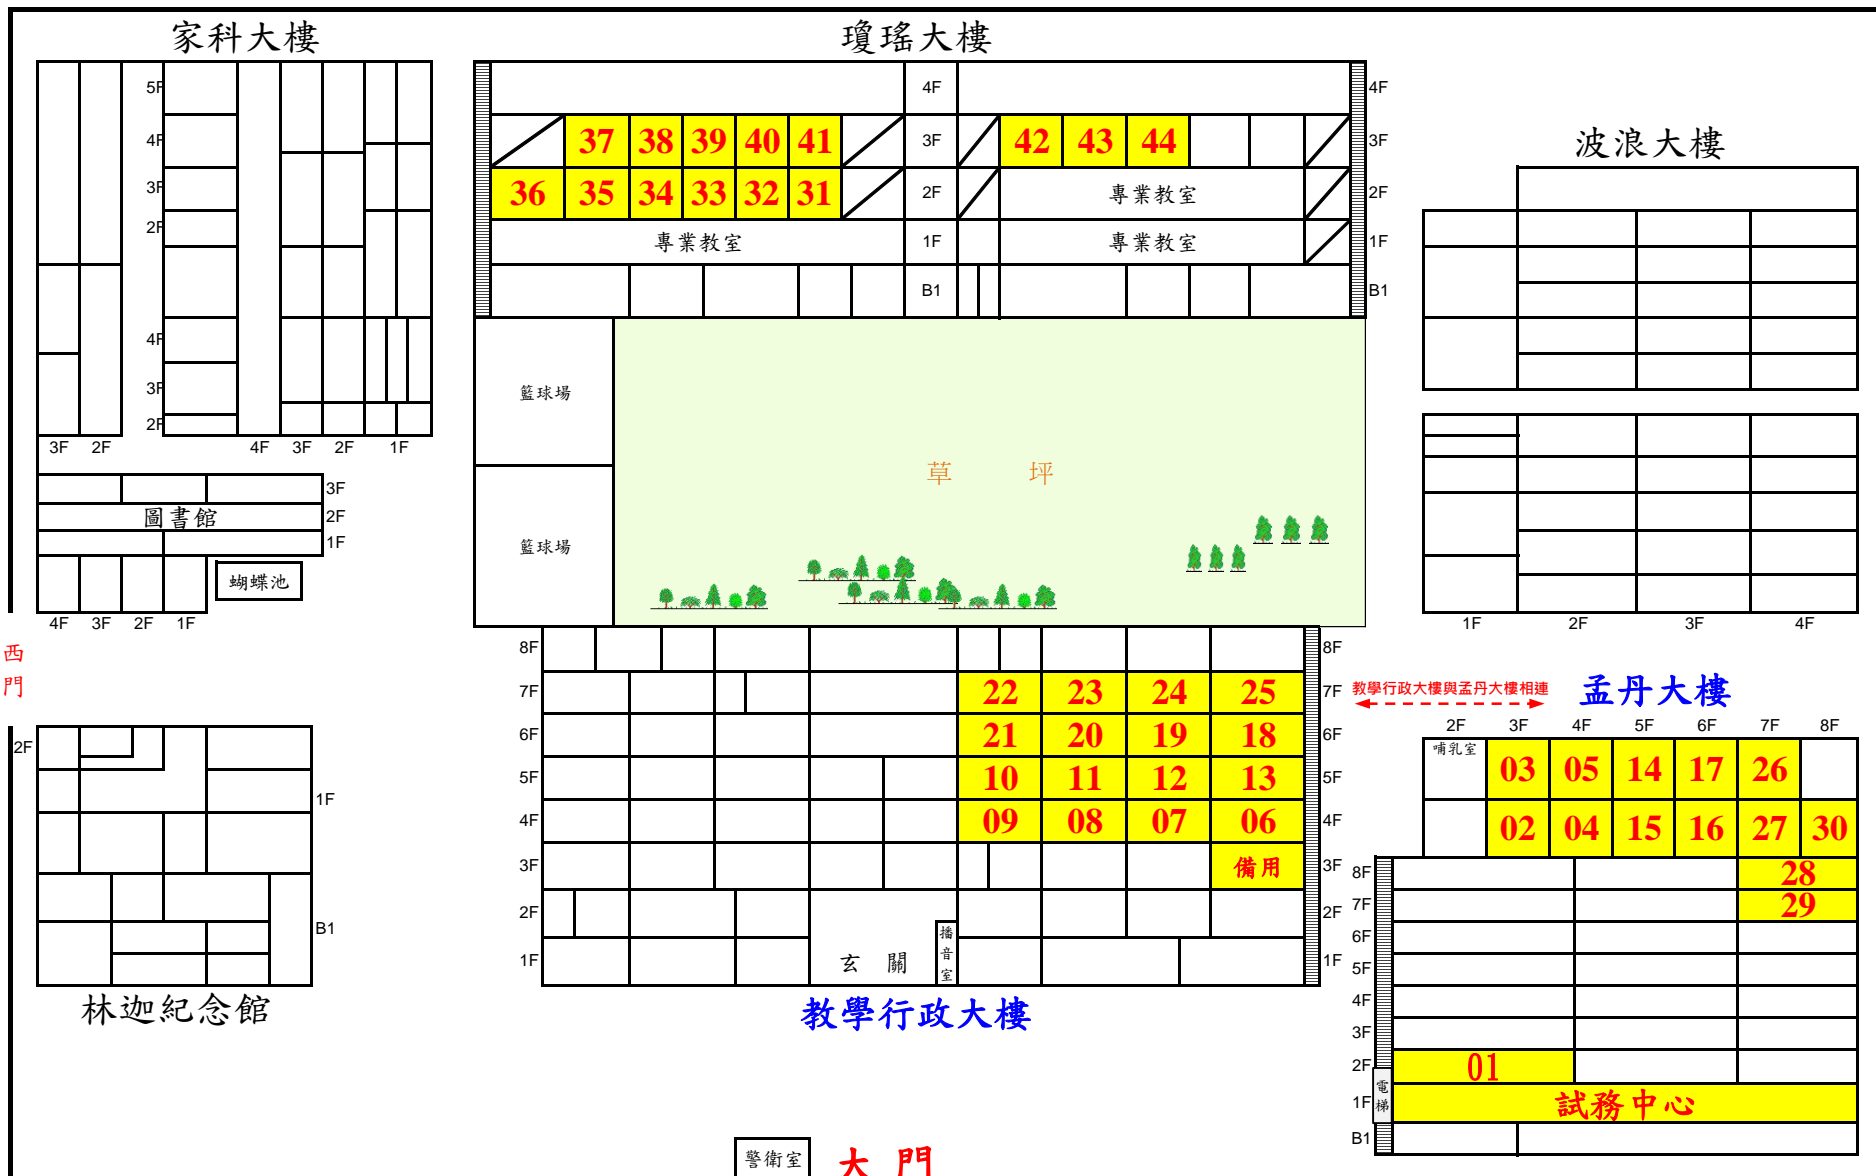 家科大樓
瓊瑤大樓
波浪大樓
5F
4F
3F
2F
4F
3F
2F
3F 2F 4F 3F 2F 1F
4F 4F
37 38 39 40 41 3F 42 43 44 3F
36 35 34 33 32 31 2F 專業教室 2F
專業教室 1F 專業教室 1F
B1 B1
籃球場
籃球場
草 坪
3F
圖書館 2F
1F
蝴蝶池
4F 3F 2F 1F
1F 2F 3F 4F
西門
8F 8F
7F 22 23 24 25 7F
6F 21 20 19 18 6F
5F 10 11 12 13 5F
4F 09 08 07 06 4F
3F 備用 3F
2F 2F
1F 玄關 播音室 1F
教學行政大樓
2F
1F
B1
林迦紀念館
教學行政大樓與孟丹大樓相連
孟丹大樓
2F 3F 4F 5F 6F 7F 8F
哺乳室 03 05 14 17 26
02 04 15 16 27 30
8F 28
7F 29
6F
5F
4F
3F
2F 01
電梯
1F 試務中心
B1
警衛室
大門